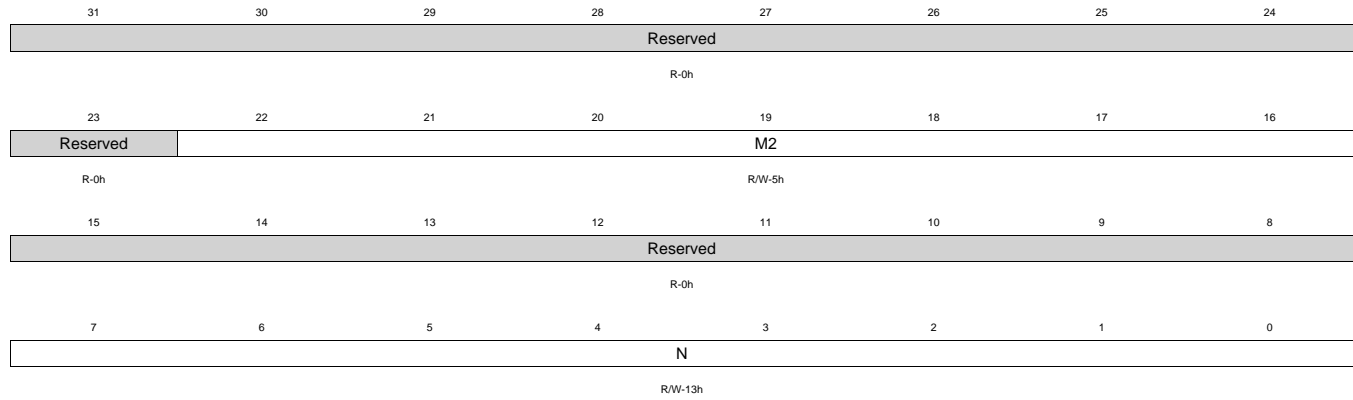 31 30 29 28 27 26 25 24
Reserved
R-0h
23 22 21 20 19 18 17 16
Reserved M2
R-0h R/W-5h
15 14 13 12 11 10 9 8
Reserved
R-0h
7 6 5 4 3 2 1 0
N
R/W-13h